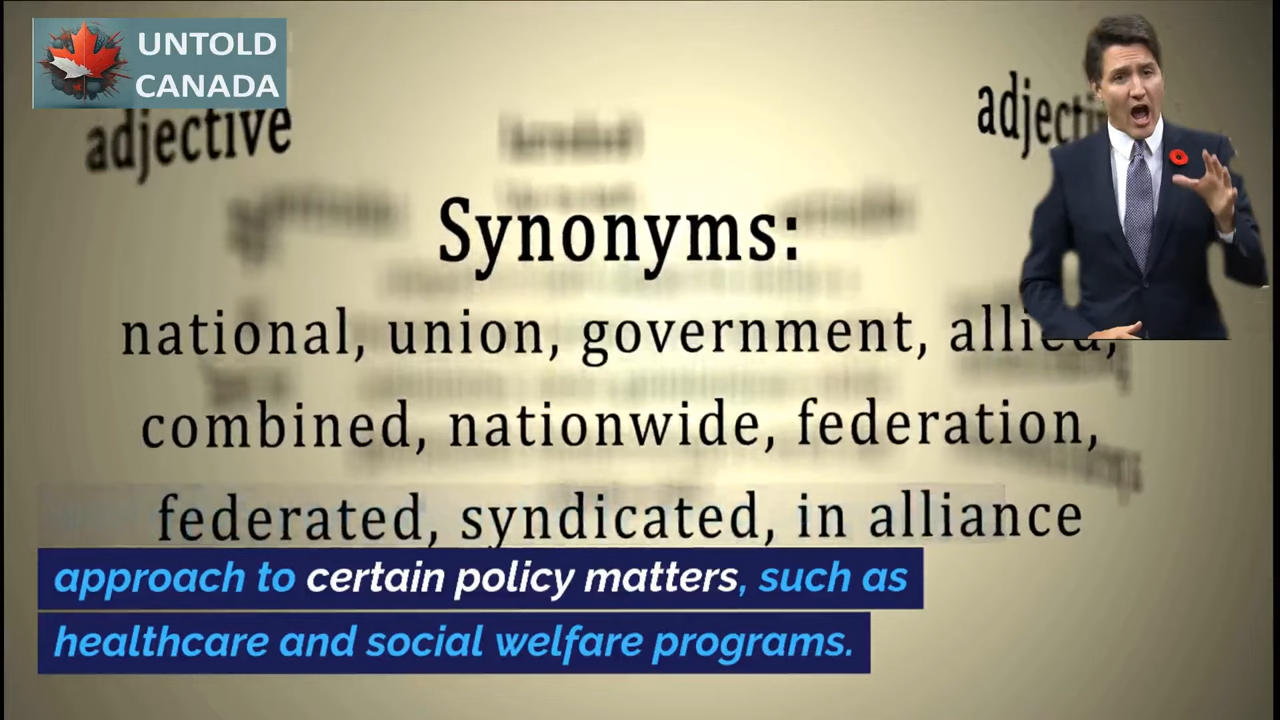 UNTOLD
CANADA
adjective
Synonyms:
national, union, government, allied,
combined, nationwide, federation,
federated, syndicated, in alliance
approach to certain policy matters, such as
healthcare and social welfare programs.